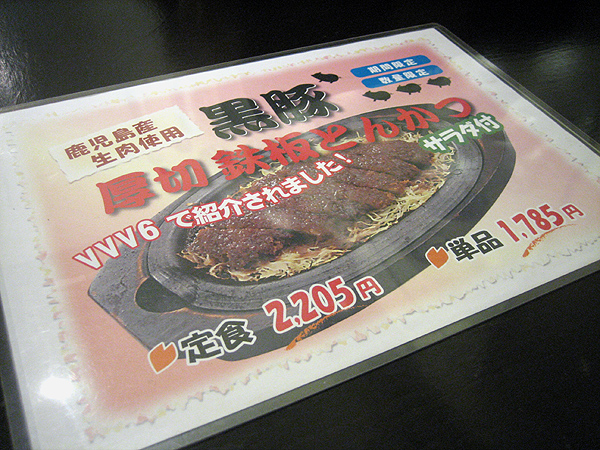 期間限定
数量限定
鹿児島産
生肉使用
黒豚
厚切 鉄板とんかつ
サラダ付
VVV6 で紹介されました!
定食 2,205円
単品 1,785円